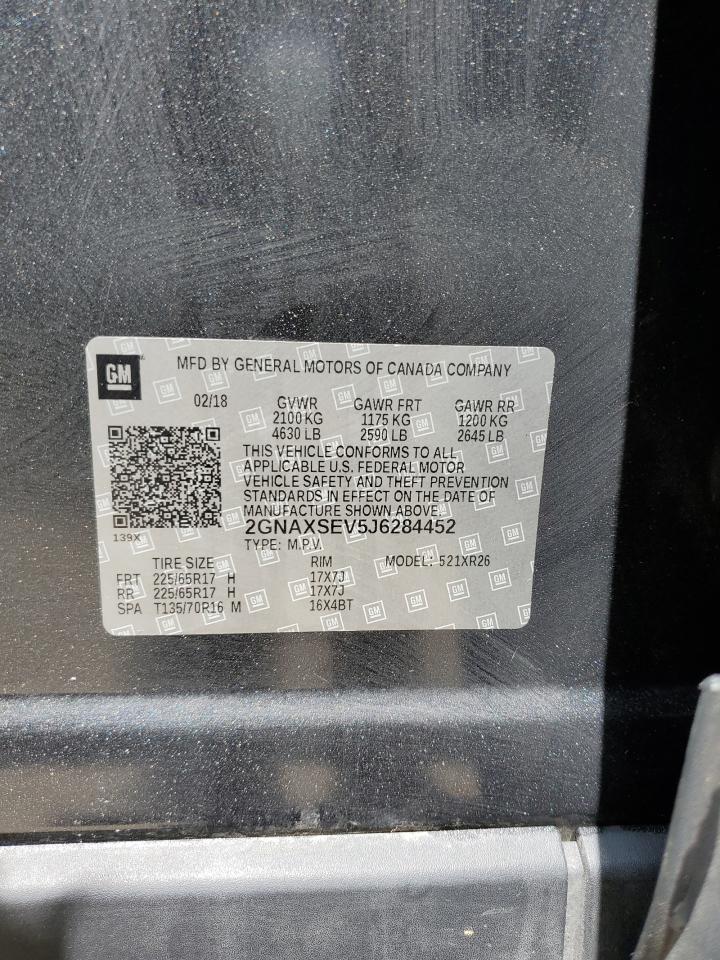 GM MFD BY GENERAL MOTORS OF CANADA COMPANY
02/18 GVWR GAWR FRT GAWR RR
2100 KG 1175 KG 1200 KG
4630 LB 2590 LB 2645 LB
THIS VEHICLE CONFORMS TO ALL
APPLICABLE U.S. FEDERAL MOTOR
VEHICLE SAFETY AND THEFT PREVENTION
STANDARDS IN EFFECT ON THE DATE OF
MANUFACTURE SHOWN ABOVE.
2GNAXSEV5J6284452
139X
TYPE: M.P.V. MODEL: 521XR26
TIRE SIZE RIM
FRT 225/65R17 H 17X7J
RR 225/65R17 H 17X7J
SPA T135/70R16 M 16X4BT